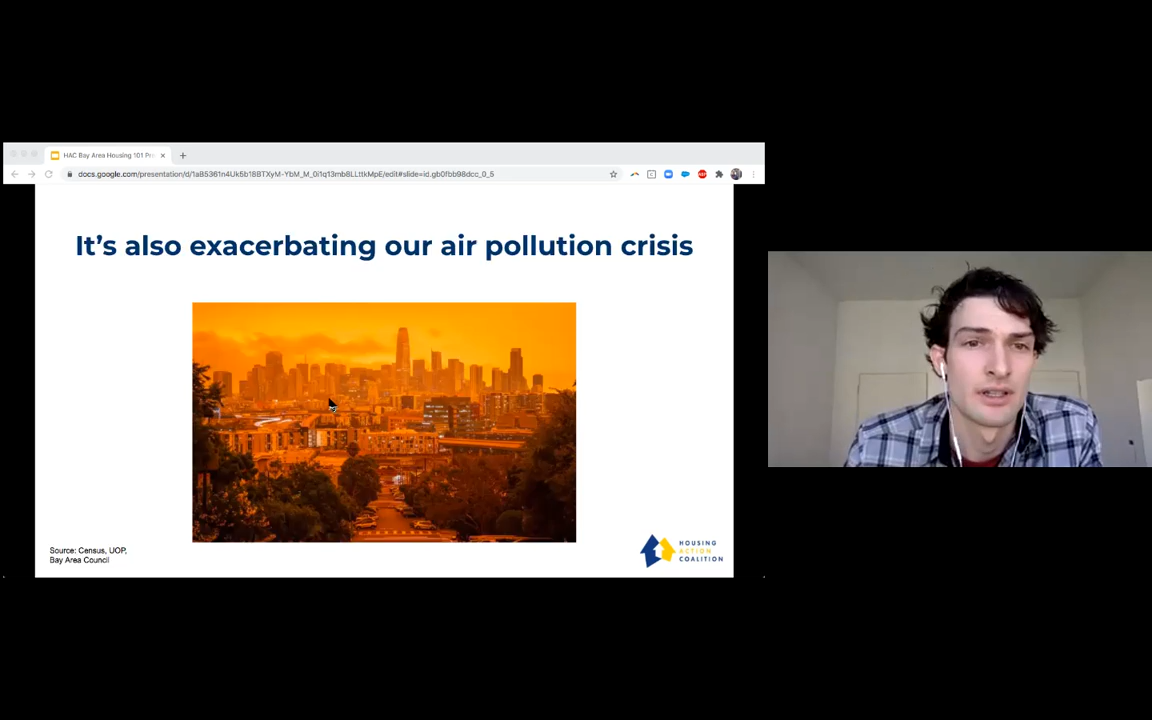 HAC Bay Area Housing 101 Pr
docs.google.com/presentation/d/1aB5361n4Uk5b18BTXyM-YbM_M_0i1q13mb8LLttkMpE/edit#slide=id.gb0fbb98dcc_0_5
It's also exacerbating our air pollution crisis
Source: Census, UOP,
Bay Area Council
HOUSING
ACTION
COALITION